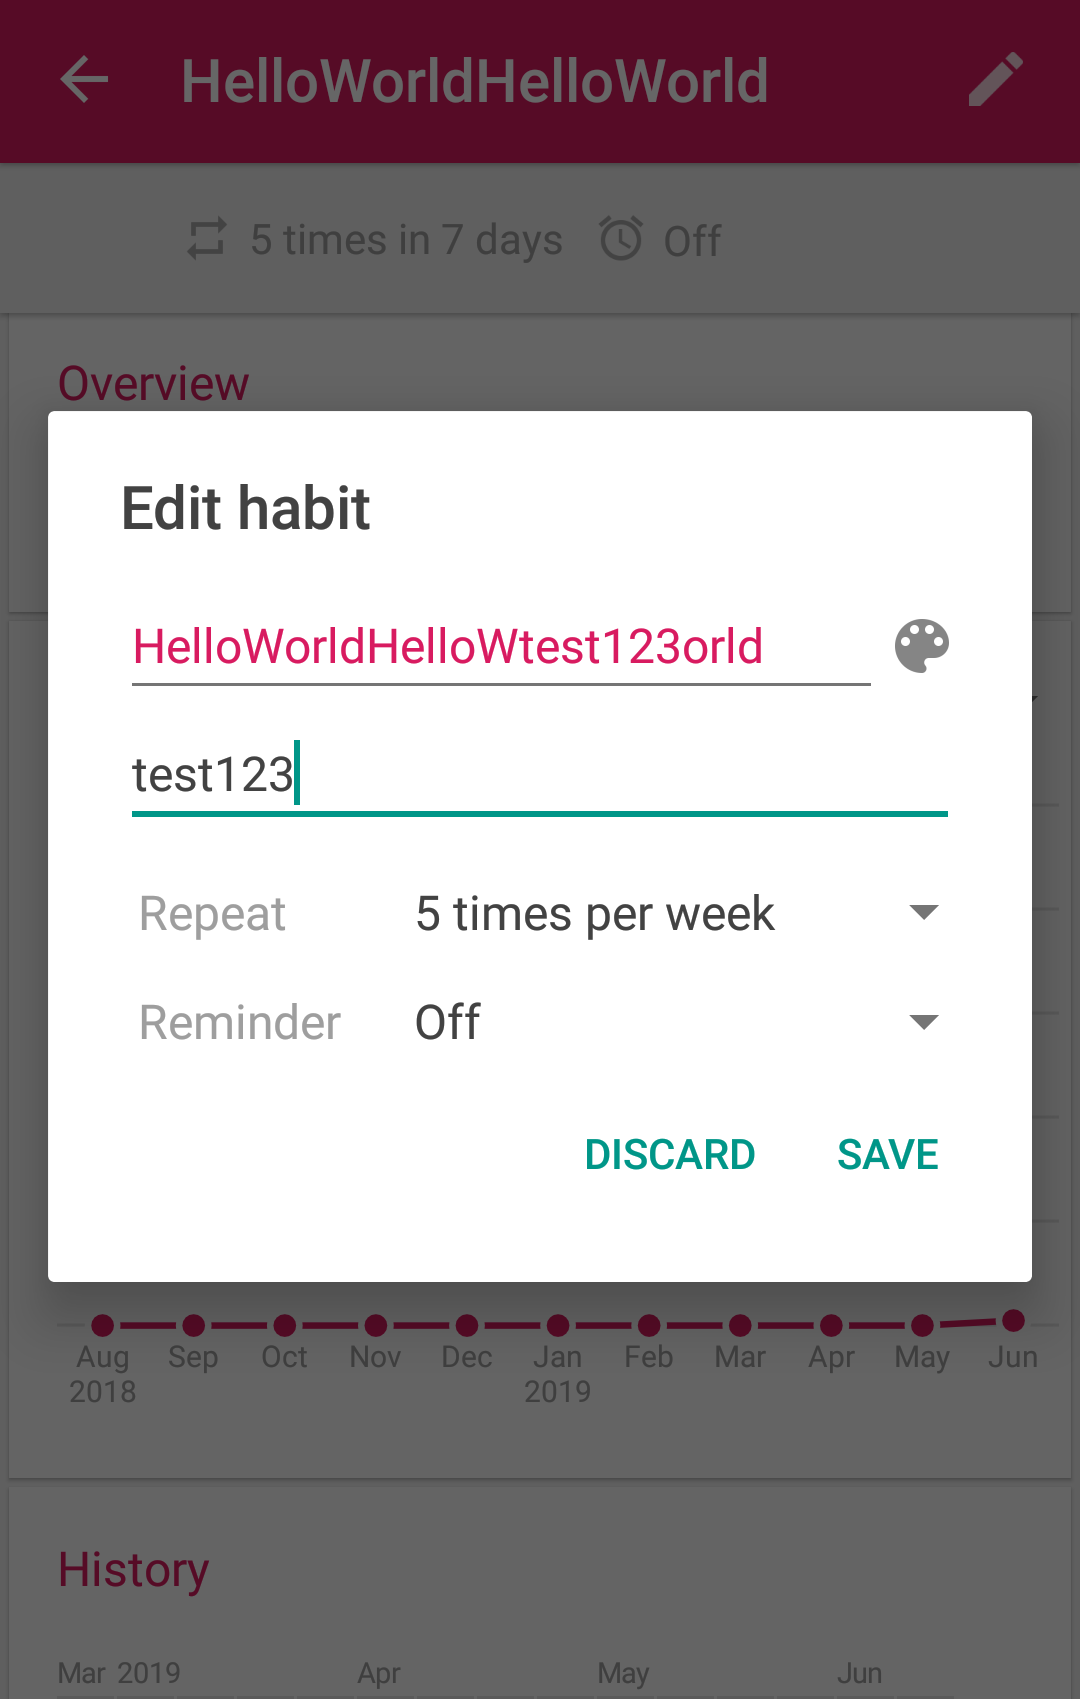 HelloWorldHelloWorld
5 times in 7 days Off
Overview
Edit habit
HelloWorldHelloWtest123orld
test123
Repeat 5 times per week
Reminder Off
DISCARD SAVE
Aug Sep Oct Nov Dec Jan Feb Mar Apr May Jun
2018 2019
History
Mar 2019 Apr May Jun